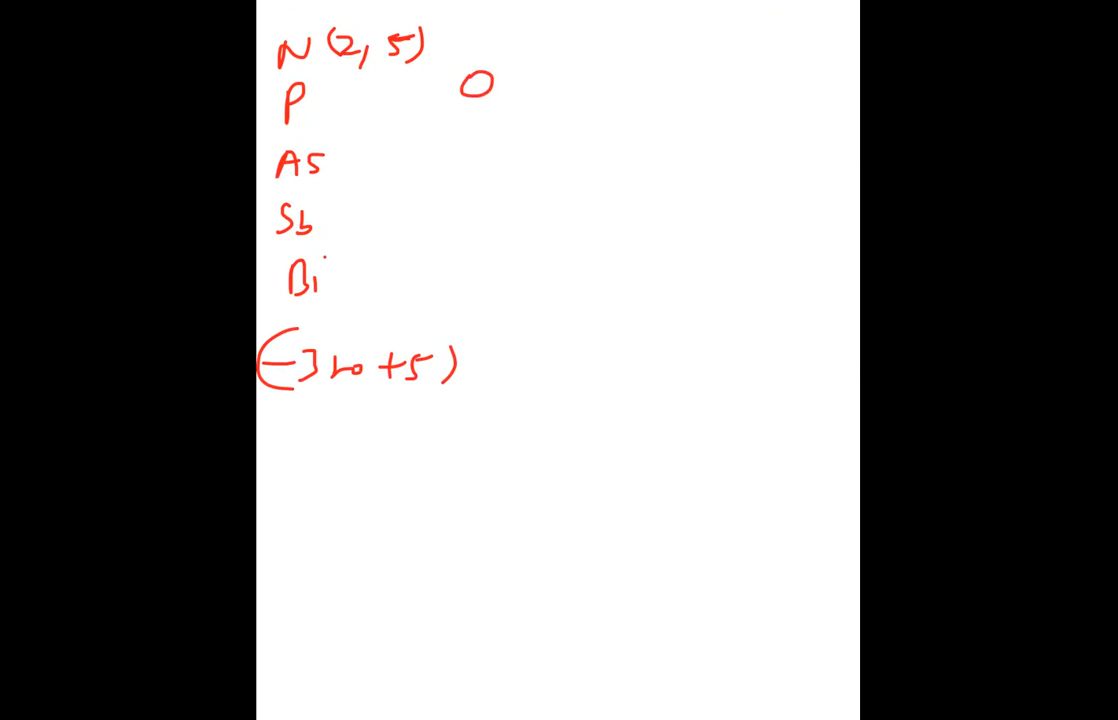 N (2, 5)
O
P
As
Sb
Bi
(-3 to +5)